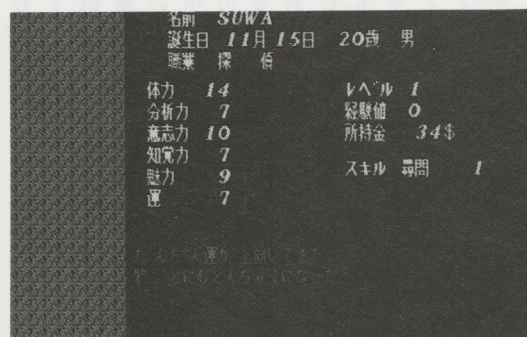 名前 SUWA
誕生日 11月15日 20歳 男
職業 探 偵
体力 14
分析力 7
意志力 10
知覚力 7
魅力 9
運 7
レベル 1
経験値 0
所持金 34$
スキル 尋問 1